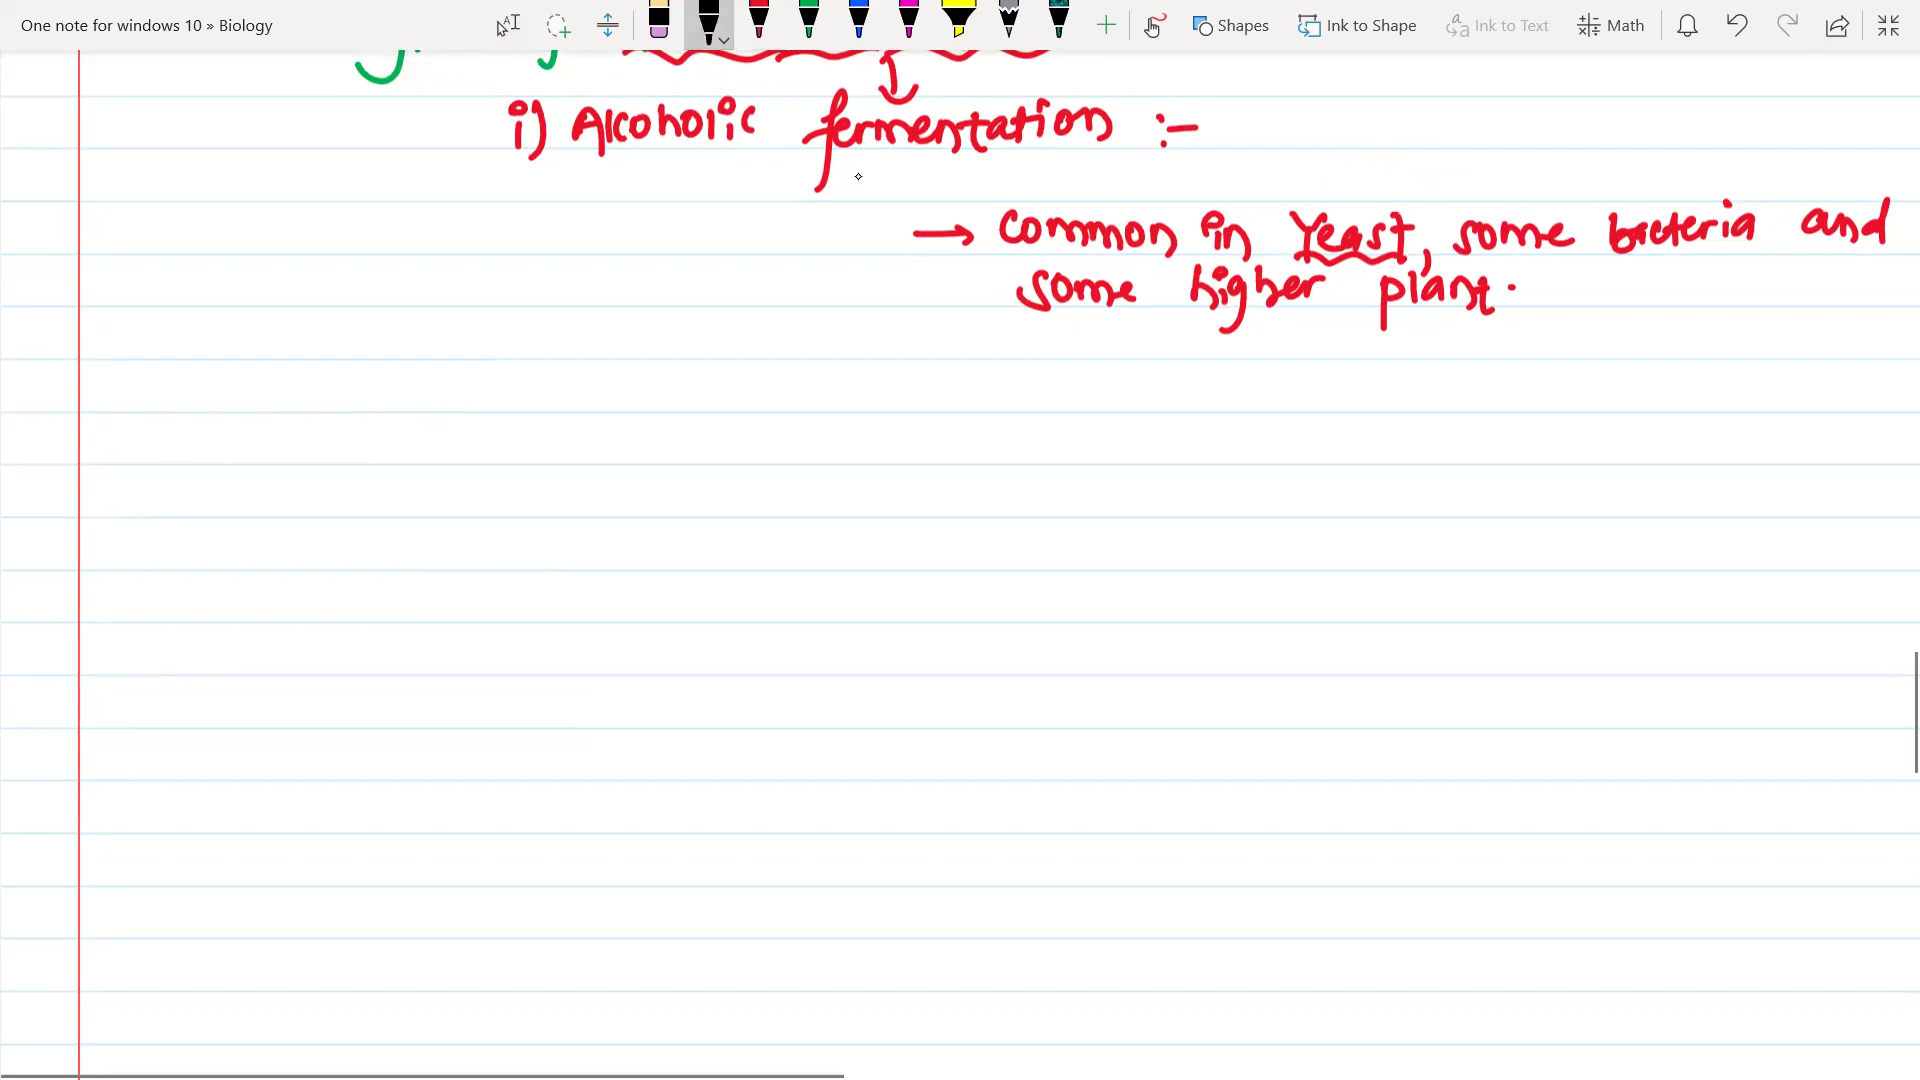 One note for windows 10 » Biology
Shapes
Ink to Shape
Ink to Text
Math
i) Alcoholic fermentation :-
→ Common in Yeast, some bacteria and
some higher plant.